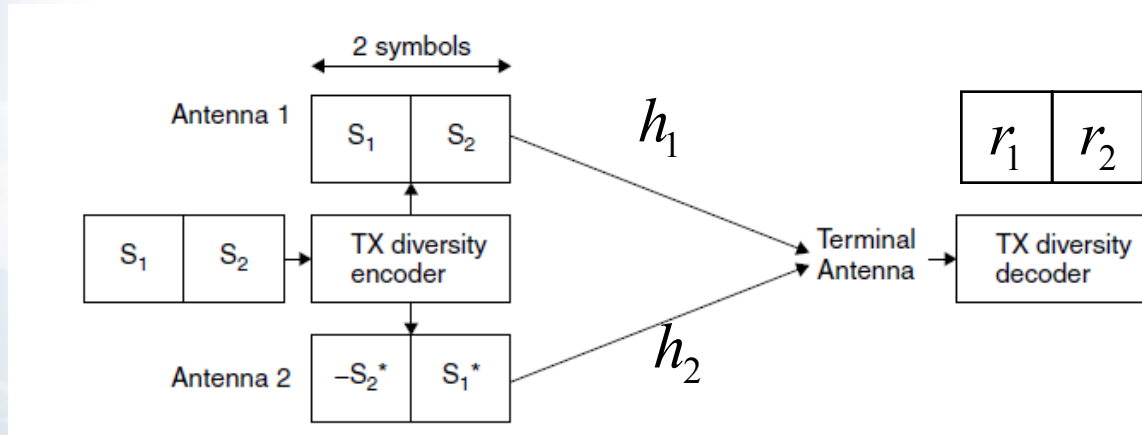 2 symbols
Antenna 1
S₁ S₂
h₁
r₁ r₂
S₁ S₂
TX diversity
encoder
Terminal
Antenna
TX diversity
decoder
Antenna 2
–S₂* S₁*
h₂